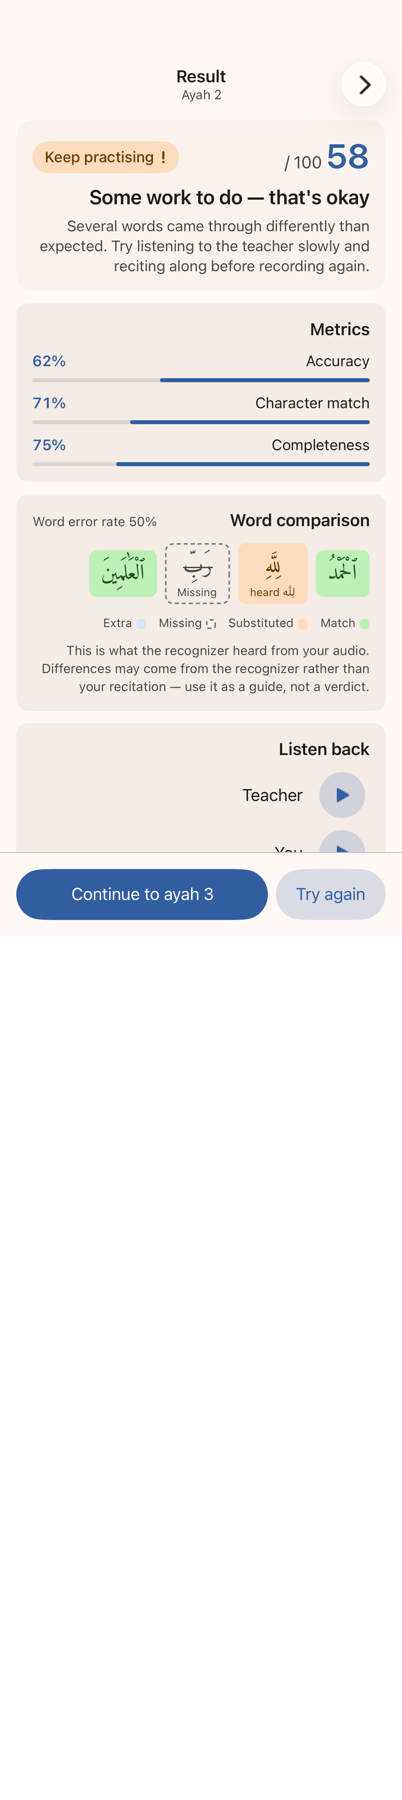 Result
Ayah 2
Keep practising !
/ 100 58
Some work to do — that's okay
Several words came through differently than
expected. Try listening to the teacher slowly and
reciting along before recording again.
Metrics
62% Accuracy
71% Character match
75% Completeness
Word error rate 50% Word comparison
ٱلْحَمْدُ لِلَّهِ رَبِّ ٱلْعَٰلَمِينَ
heard لله Missing
Extra Missing Substituted Match
This is what the recognizer heard from your audio.
Differences may come from the recognizer rather than
your recitation — use it as a guide, not a verdict.
Listen back
Teacher
You
Continue to ayah 3
Try again